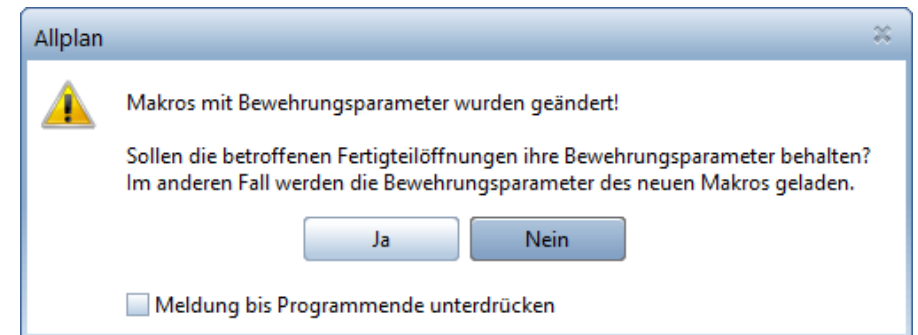 Allplan
Makros mit Bewehrungsparameter wurden geändert!
Sollen die betroffenen Fertigteilöffnungen ihre Bewehrungsparameter behalten?
Im anderen Fall werden die Bewehrungsparameter des neuen Makros geladen.
Ja Nein
Meldung bis Programmende unterdrücken